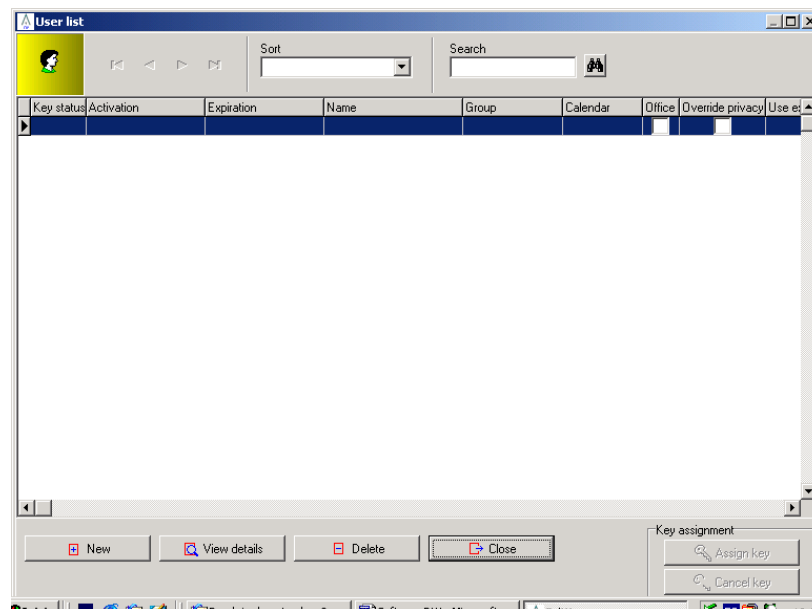 User list
Sort
Search
Key status Activation Expiration Name Group Calendar Office Override privacy Use
New
View details
Delete
Close
Key assignment
Assign key
Cancel key